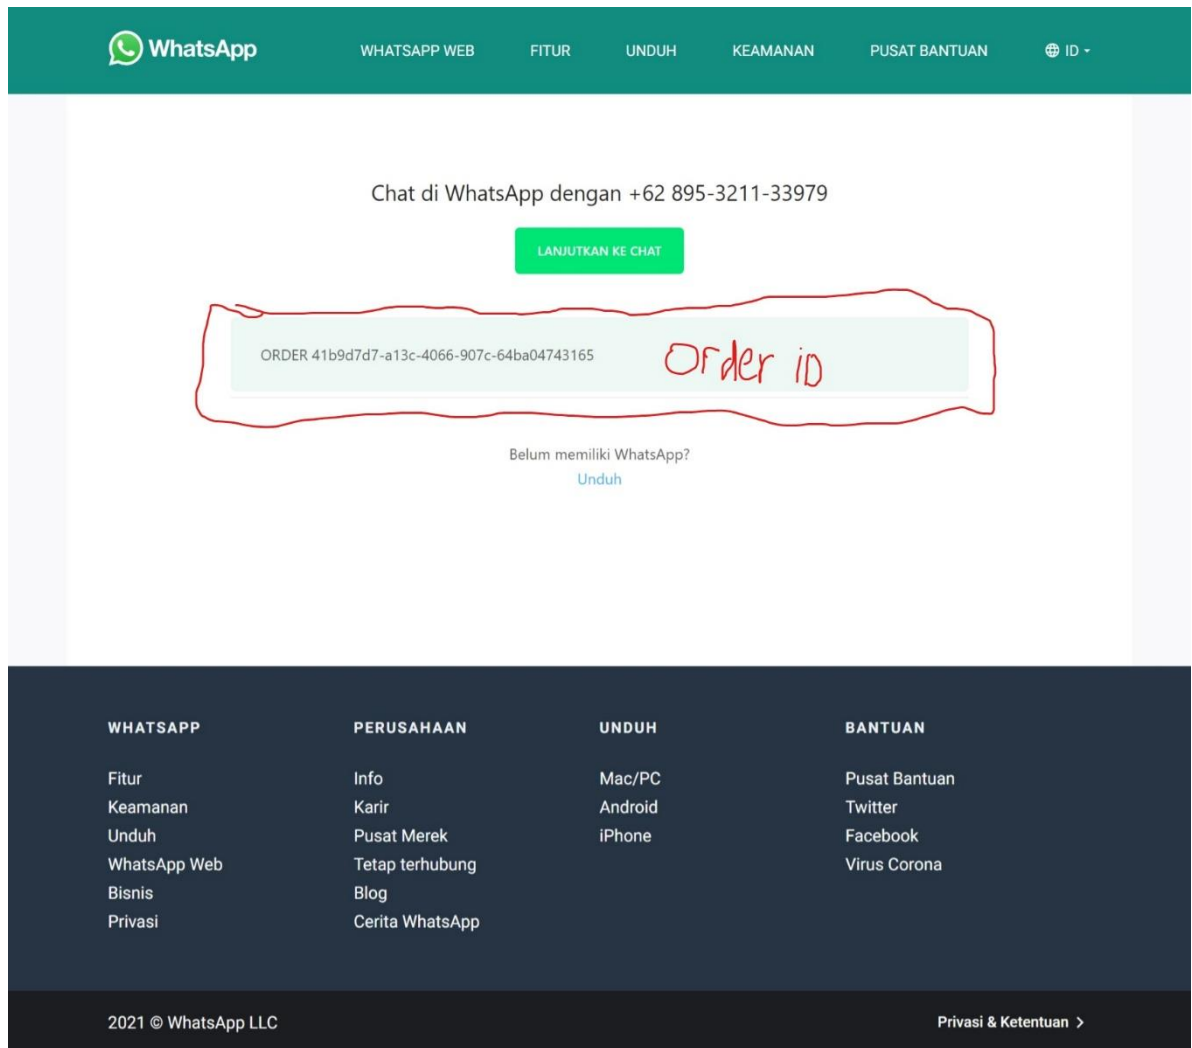 WhatsApp WHATSAPP WEB FITUR UNDUH KEAMANAN PUSAT BANTUAN ID
Chat di WhatsApp dengan +62 895-3211-33979
LANJUTKAN KE CHAT
ORDER 41b9d7d7-a13c-4066-907c-64ba04743165 Order iD
Belum memiliki WhatsApp?
Unduh
WHATSAPP
Fitur
Keamanan
Unduh
WhatsApp Web
Bisnis
Privasi
PERUSAHAAN
Info
Karir
Pusat Merek
Tetap terhubung
Blog
Cerita WhatsApp
UNDUH
Mac/PC
Android
iPhone
BANTUAN
Pusat Bantuan
Twitter
Facebook
Virus Corona
2021 © WhatsApp LLC
Privasi & Ketentuan >